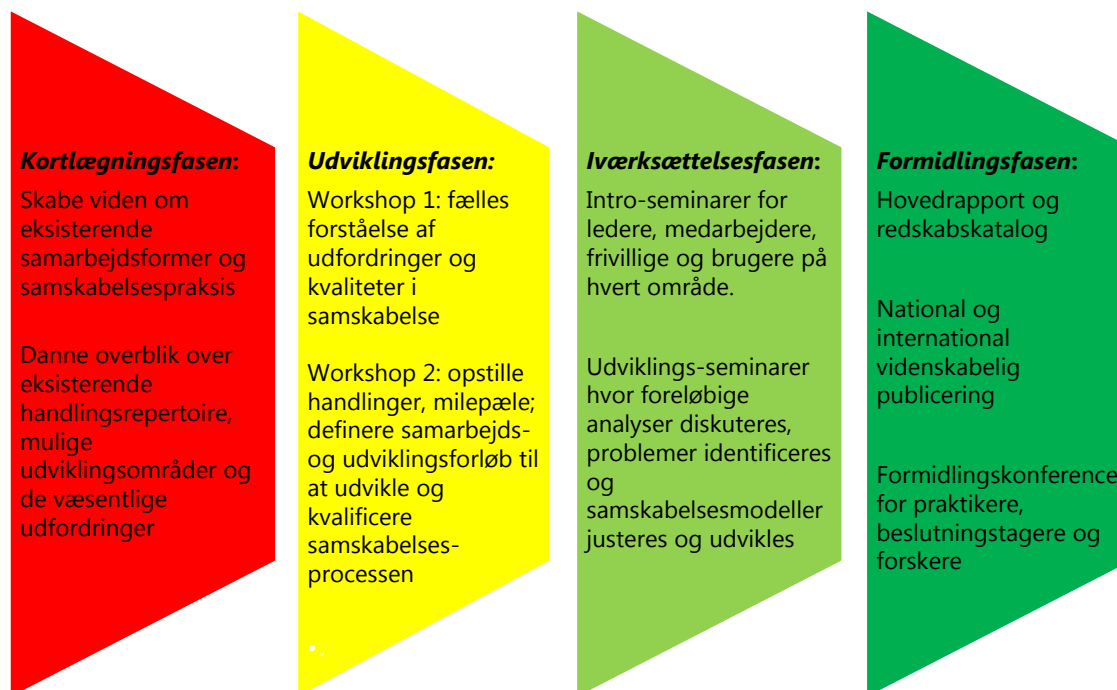 Kortlægningsfasen:
Skabe viden om
eksisterende
samarbejdsformer og
samskabelsespraksis
Danne overblik over
eksisterende
handlingsrepertoire,
mulige
udviklingsområder og
de væsentlige
udfordringer
Udviklingsfasen:
Workshop 1: fælles
forståelse af
udfordringer og
kvaliteter i
samskabelse
Workshop 2: opstille
handlinger, milepæle;
definere samarbejds-
og udviklingsforløb til
at udvikle og
kvalificere
samskabelses-
processen
Iværksættelsesfasen:
Intro-seminarer for
ledere, medarbejdere,
frivillige og brugere på
hvert område.
Udviklings-seminarer
hvor foreløbige
analyser diskuteres,
problemer identificeres
og
samskabelsesmodeller
justeres og udvikles
Formidlingsfasen:
Hovedrapport og
redskabskatalog
National og
international
videnskabelig
publicering
Formidlingskonference
for praktikere,
beslutningstagere og
forskere